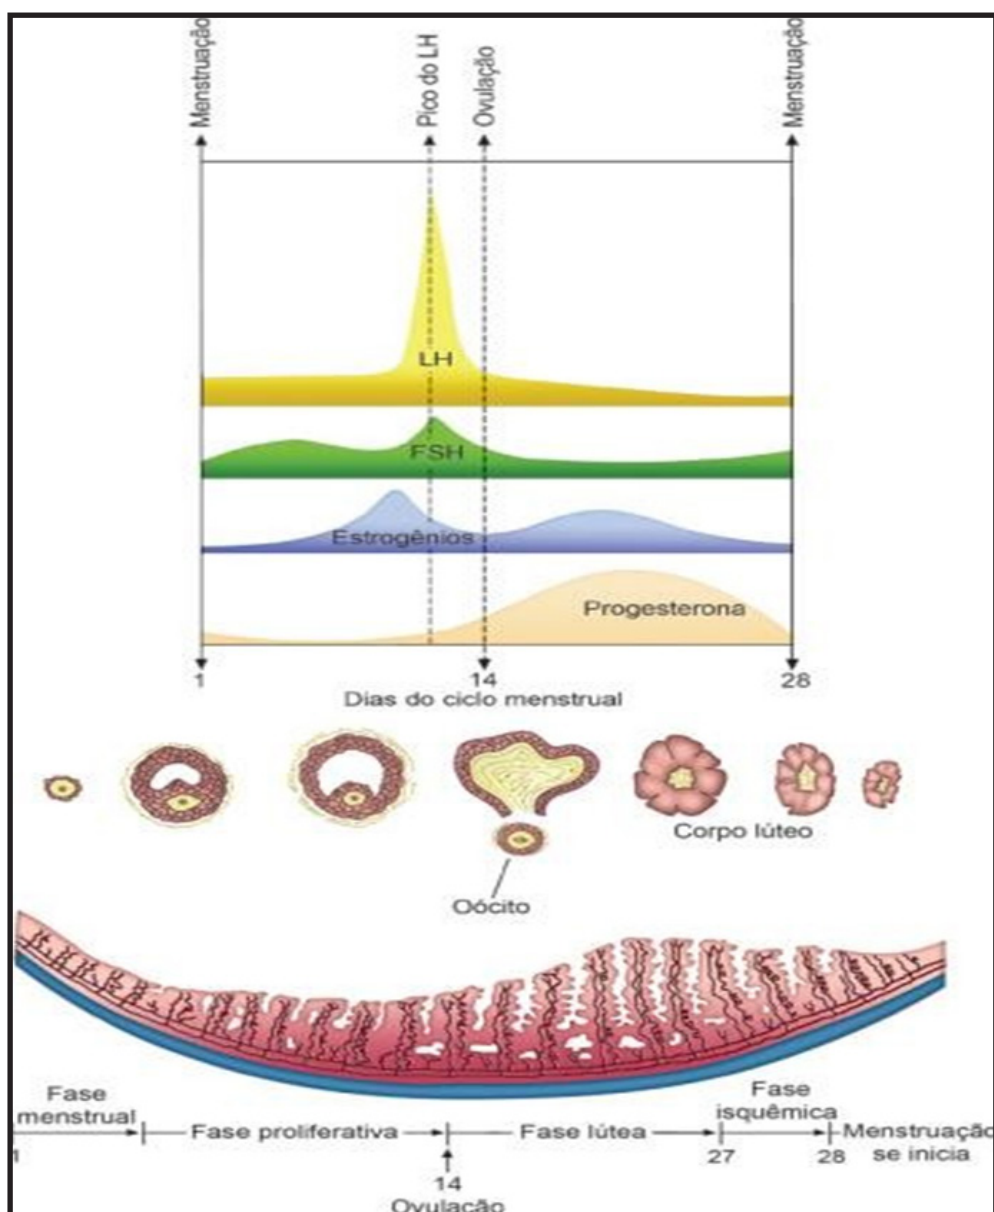 Menstruação
Pico do LH
Ovulação
Menstruação
LH
FSH
Estrogênios
Progesterona
1
14
28
Dias do ciclo menstrual
Corpo lúteo
Oócito
Fase
menstrual
Fase proliferativa
Fase lútea
Fase
isquêmica
Menstruação
se inicia
1
27
28
14
Ovulação